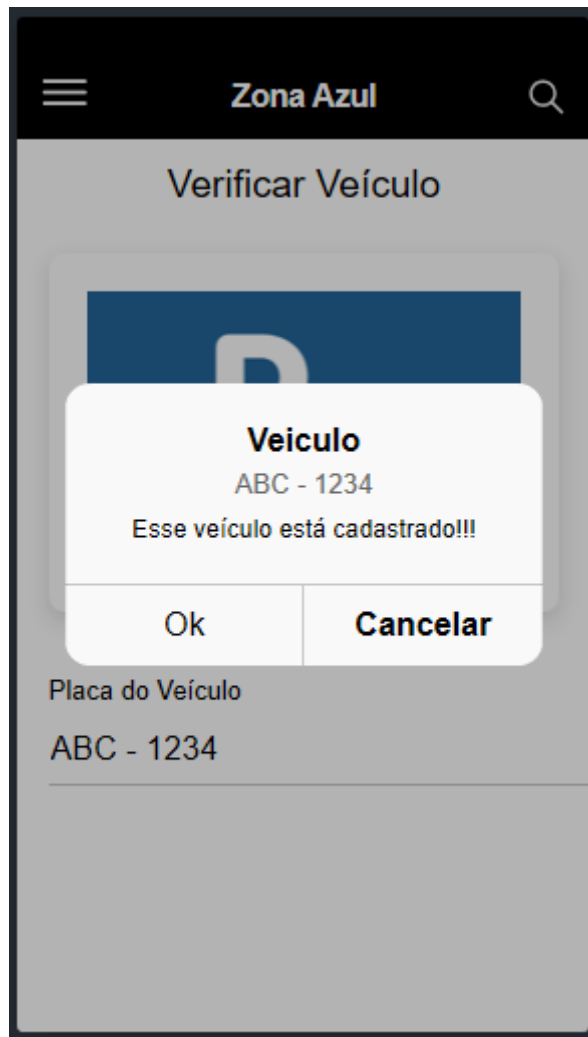 Zona Azul
Verificar Veículo
Veiculo
ABC - 1234
Esse veículo está cadastrado!!!
Ok
Cancelar
Placa do Veículo
ABC - 1234